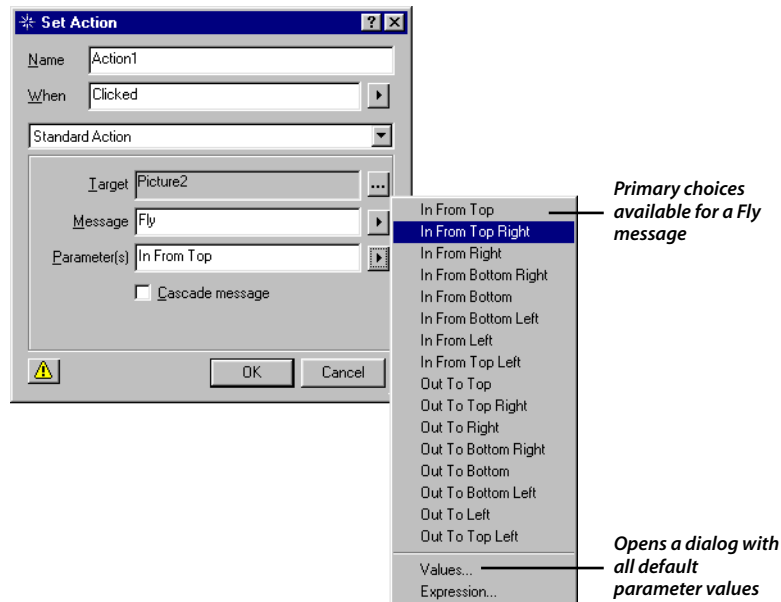 Set Action
Name Action1
When Clicked
Standard Action
Target Picture2 ...
Message Fly
Parameter(s) In From Top
Cascade message
OK Cancel
In From Top
In From Top Right
In From Right
In From Bottom Right
In From Bottom
In From Bottom Left
In From Left
In From Top Left
Out To Top
Out To Top Right
Out To Right
Out To Bottom Right
Out To Bottom
Out To Bottom Left
Out To Left
Out To Top Left
Values...
Expression...
Primary choices
available for a Fly
message
Opens a dialog with
all default
parameter values